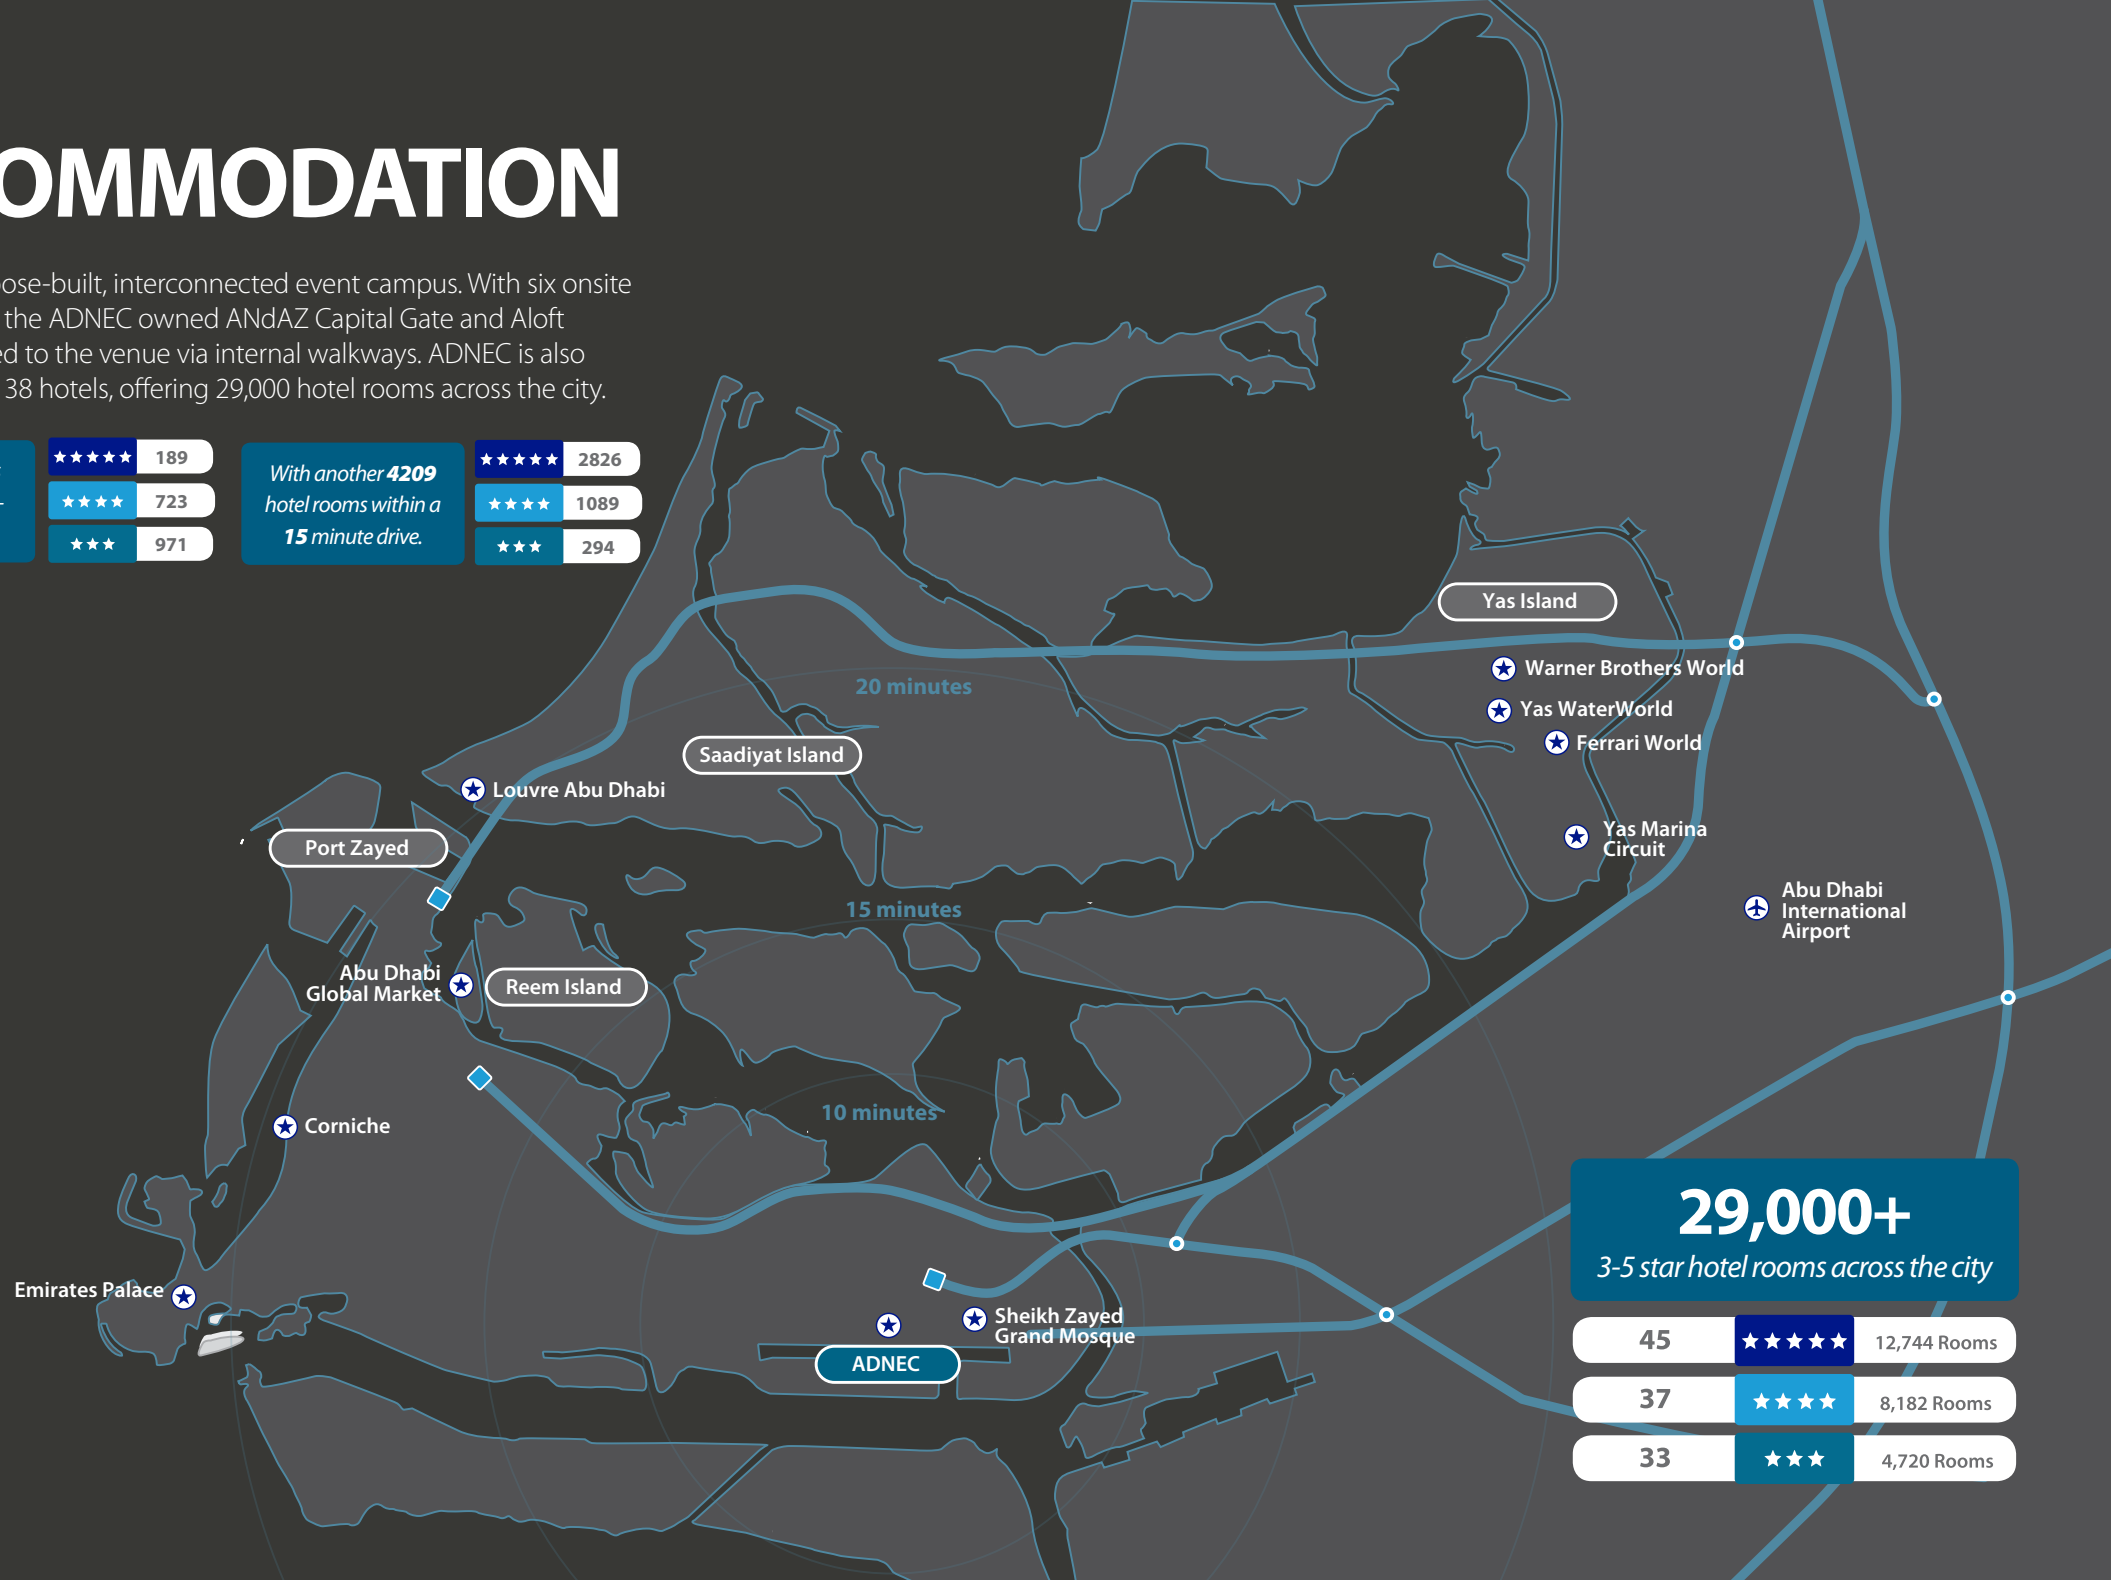 OMMODATION
ose-built, interconnected event campus. With six onsite
the ADNEC owned ANdAZ Capital Gate and Aloft
ed to the venue via internal walkways. ADNEC is also
38 hotels, offering 29,000 hotel rooms across the city.
189
723
971
With another 4209
hotel rooms within a
15 minute drive.
2826
1089
294
Yas Island
Warner Brothers World
20 minutes
Yas WaterWorld
Ferrari World
Saadiyat Island
Louvre Abu Dhabi
Yas Marina
Circuit
Port Zayed
Abu Dhabi
International
Airport
15 minutes
Abu Dhabi
Global Market
Reem Island
10 minutes
Corniche
Emirates Palace
Sheikh Zayed
Grand Mosque
ADNEC
29,000+
3-5 star hotel rooms across the city
45 12,744 Rooms
37 8,182 Rooms
33 4,720 Rooms